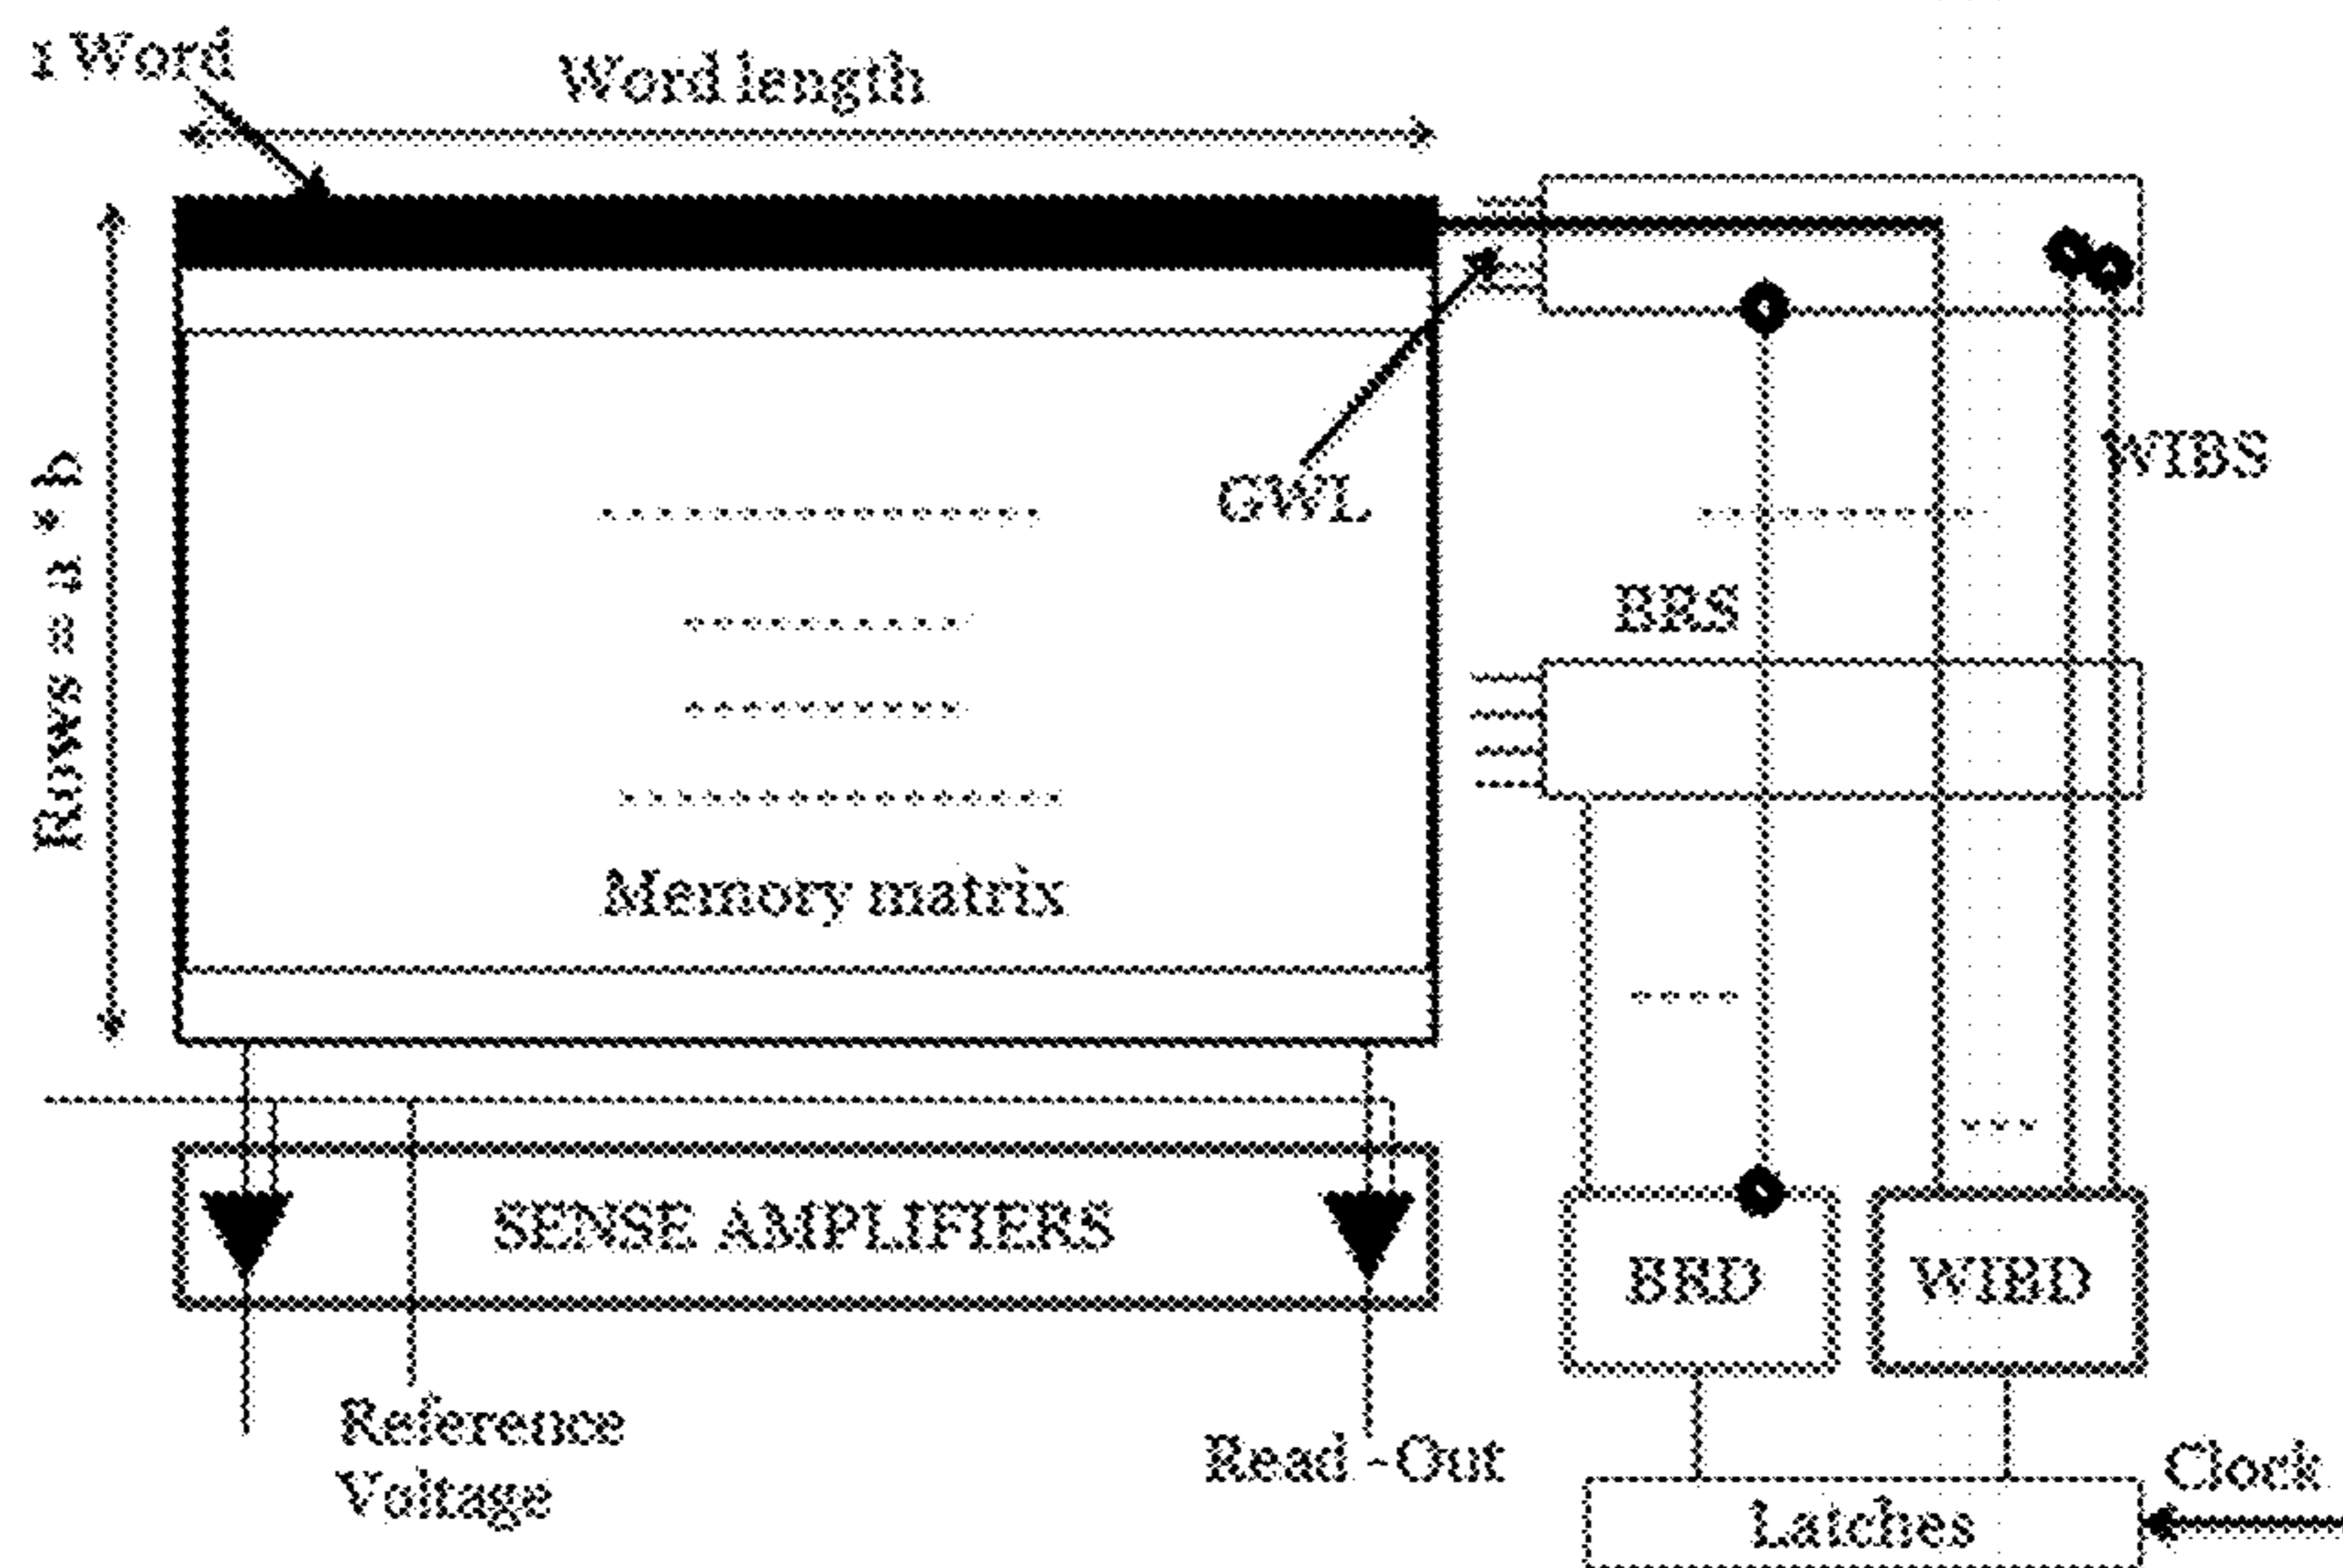 1 Word
Word length
GWL
WIBS
Rows = n * b
BRS
Memory matrix
SENSE AMPLIFIERS
BRD
WIBD
Reference
Voltage
Read -Out
Clock
Latches